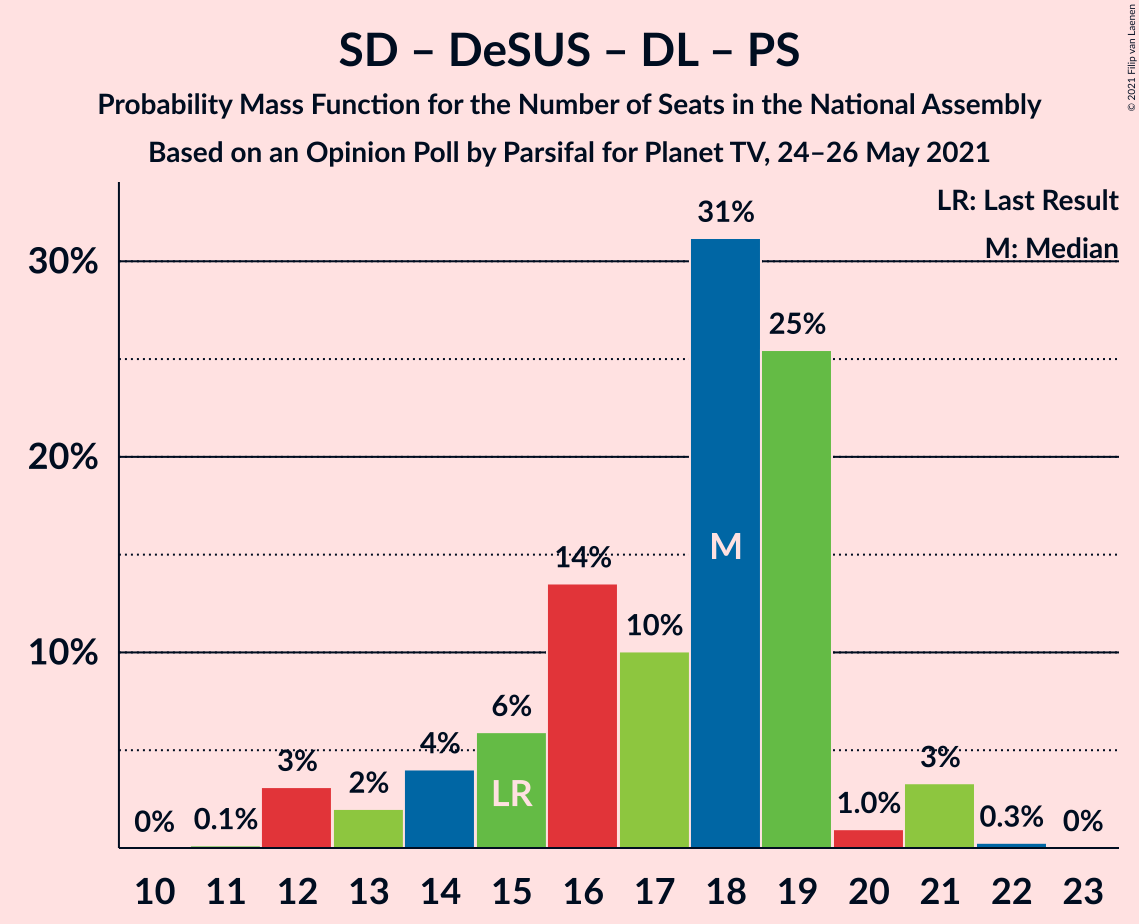 SD – DeSUS – DL – PS
Probability Mass Function for the Number of Seats in the National Assembly
Based on an Opinion Poll by Parsifal for Planet TV, 24–26 May 2021
© 2021 Filip van Laenen
LR: Last Result
M: Median
30%
20%
10%
0%
0.1%
3%
2%
4%
6%
14%
10%
31%
25%
1.0%
3%
0.3%
0%
LR
M
10 11 12 13 14 15 16 17 18 19 20 21 22 23